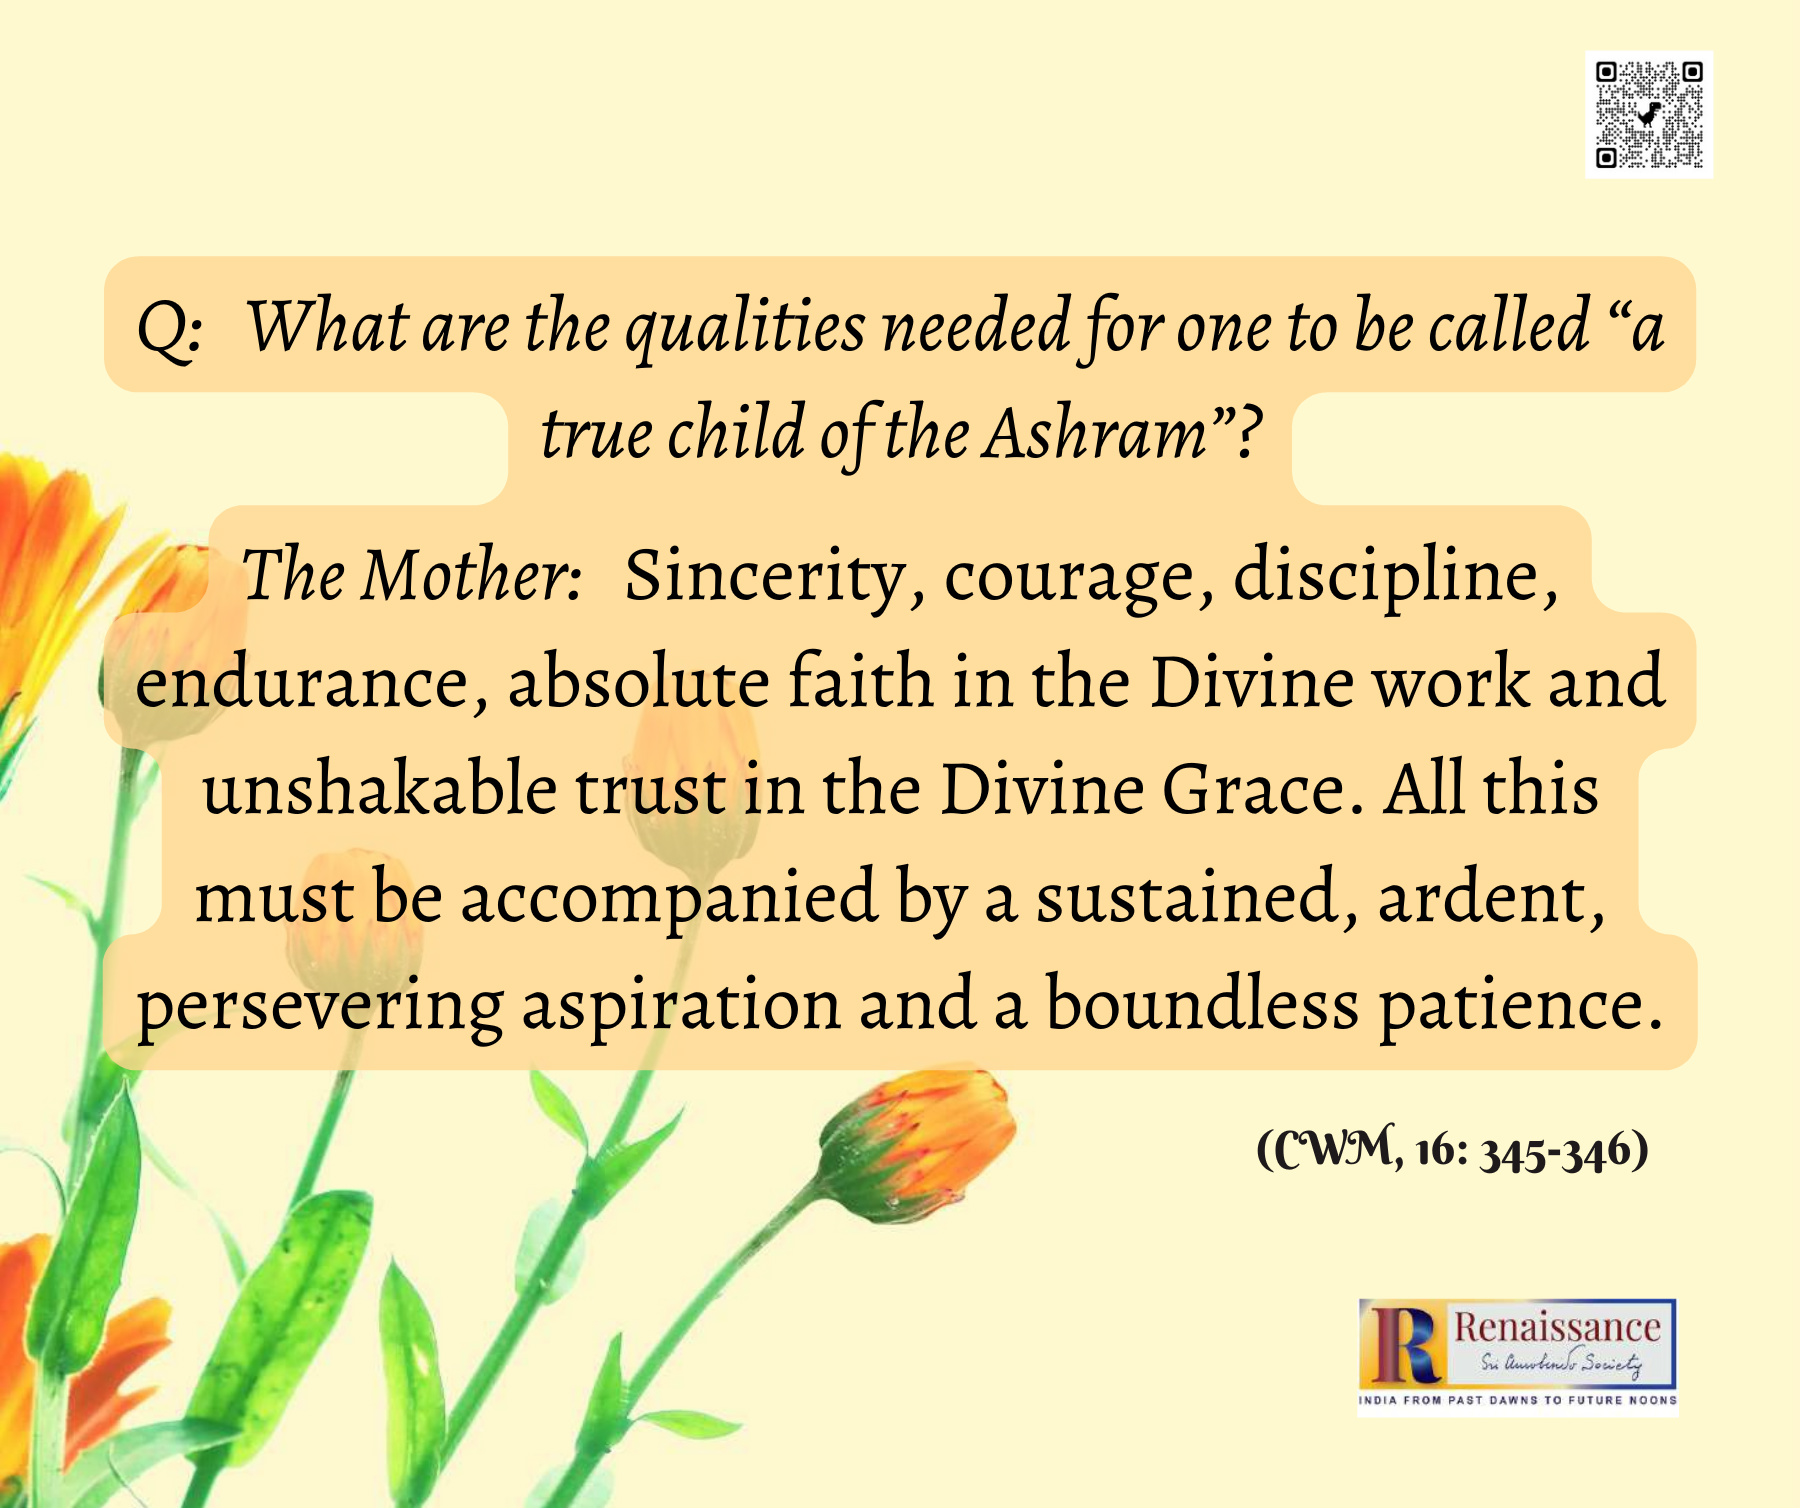 Q: What are the qualities needed for one to be called “a
true child of the Ashram”?
The Mother: Sincerity, courage, discipline,
endurance, absolute faith in the Divine work and
unshakable trust in the Divine Grace. All this
must be accompanied by a sustained, ardent,
persevering aspiration and a boundless patience.
(CWM, 16: 345-346)
R Renaissance
Sri Aurobindo Society
INDIA FROM PAST DAWNS TO FUTURE NOONS